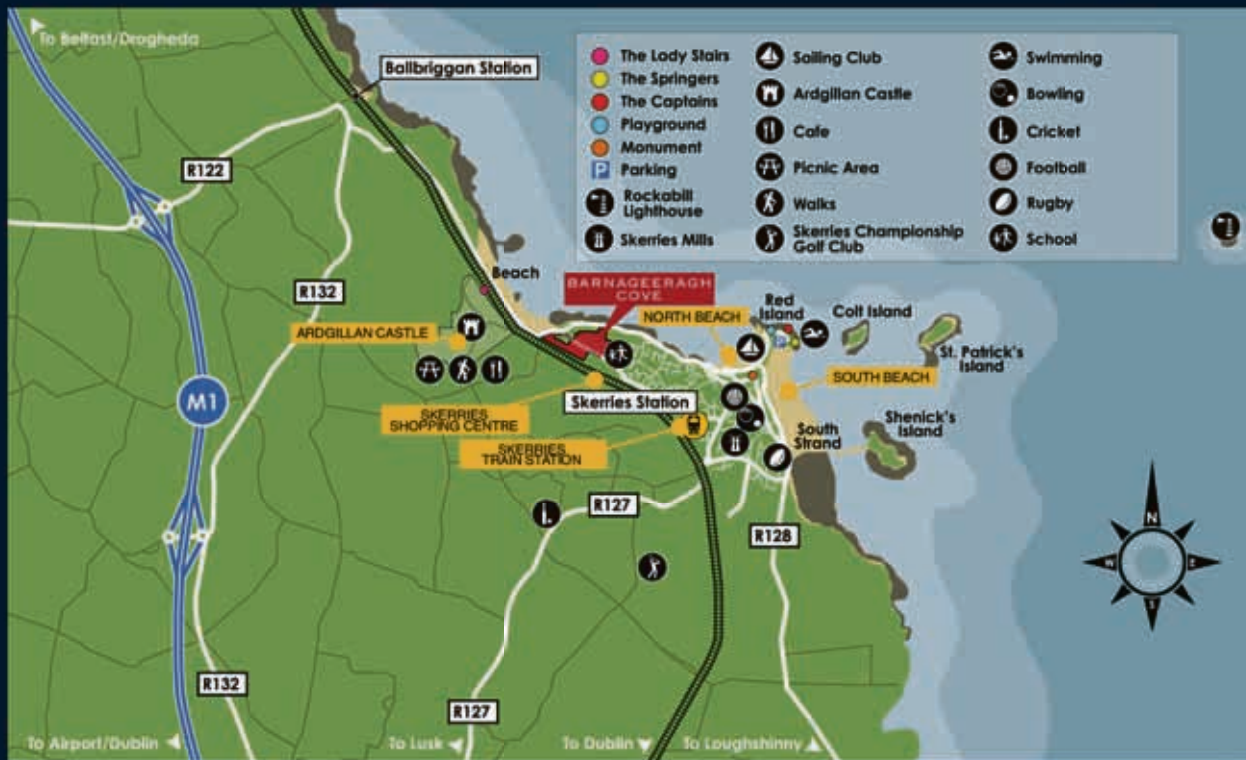 To Belfast/Drogheda
Balbriggan Station
The Lady Stairs
The Springers
The Captains
Playground
Monument
P
Parking
Rockabill
Lighthouse
Skerries Mills
Sailing Club
Ardgillan Castle
Cafe
Picnic Area
Walks
Skerries Championship
Golf Club
Swimming
Bowling
Cricket
Football
Rugby
School
R122
R132
Beach
BARNAGEERAGH
COVE
ARDGILLAN CASTLE
NORTH BEACH
Red
Island
Colt Island
St. Patrick's
Island
SOUTH BEACH
M1
SKERRIES
SHOPPING CENTRE
Skerries Station
SKERRIES
TRAIN STATION
South
Strand
Shenick's
Island
R127
R128
N
W
E
S
R132
R127
To Airport/Dublin
To Lusk
To Dublin
To Loughshinny